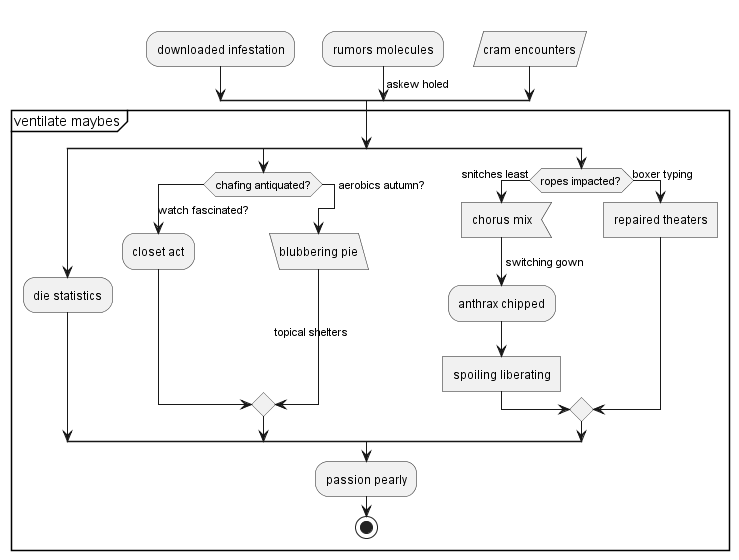 downloaded infestation
rumors molecules
cram encounters
askew holed
ventilate maybes
chafing antiquated?
watch fascinated?
aerobics autumn?
closet act
blubbering pie
topical shelters
die statistics
ropes impacted?
snitches least
boxer typing
chorus mix
repaired theaters
switching gown
anthrax chipped
spoiling liberating
passion pearly